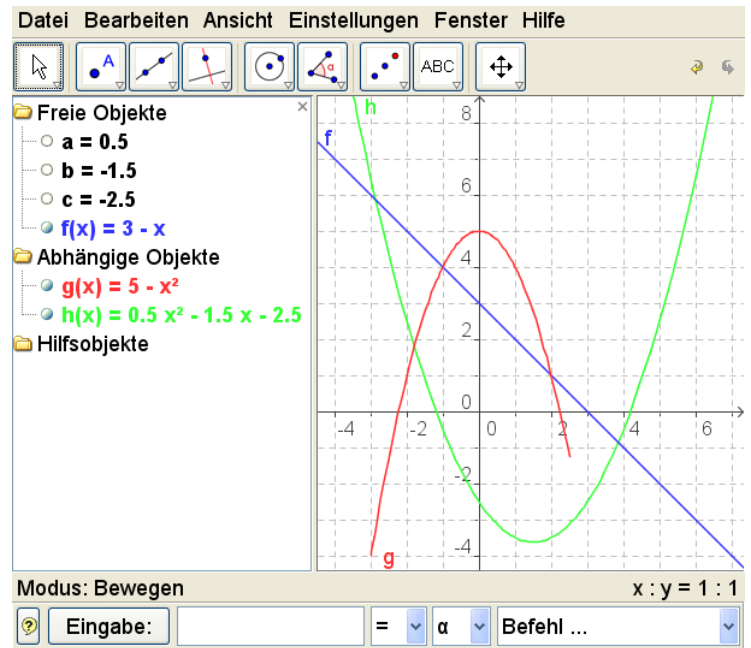 Datei Bearbeiten Ansicht Einstellungen Fenster Hilfe
A α ABC
Freie Objekte ×
a = 0.5
b = -1.5
c = -2.5
f(x) = 3 - x
Abhängige Objekte
g(x) = 5 - x²
h(x) = 0.5 x² - 1.5 x - 2.5
Hilfsobjekte
h
8
f
6
4
2
0
-4 -2 0 2 4 6
-2
-4
g
Modus: Bewegen x : y = 1 : 1
? Eingabe: = α Befehl ...